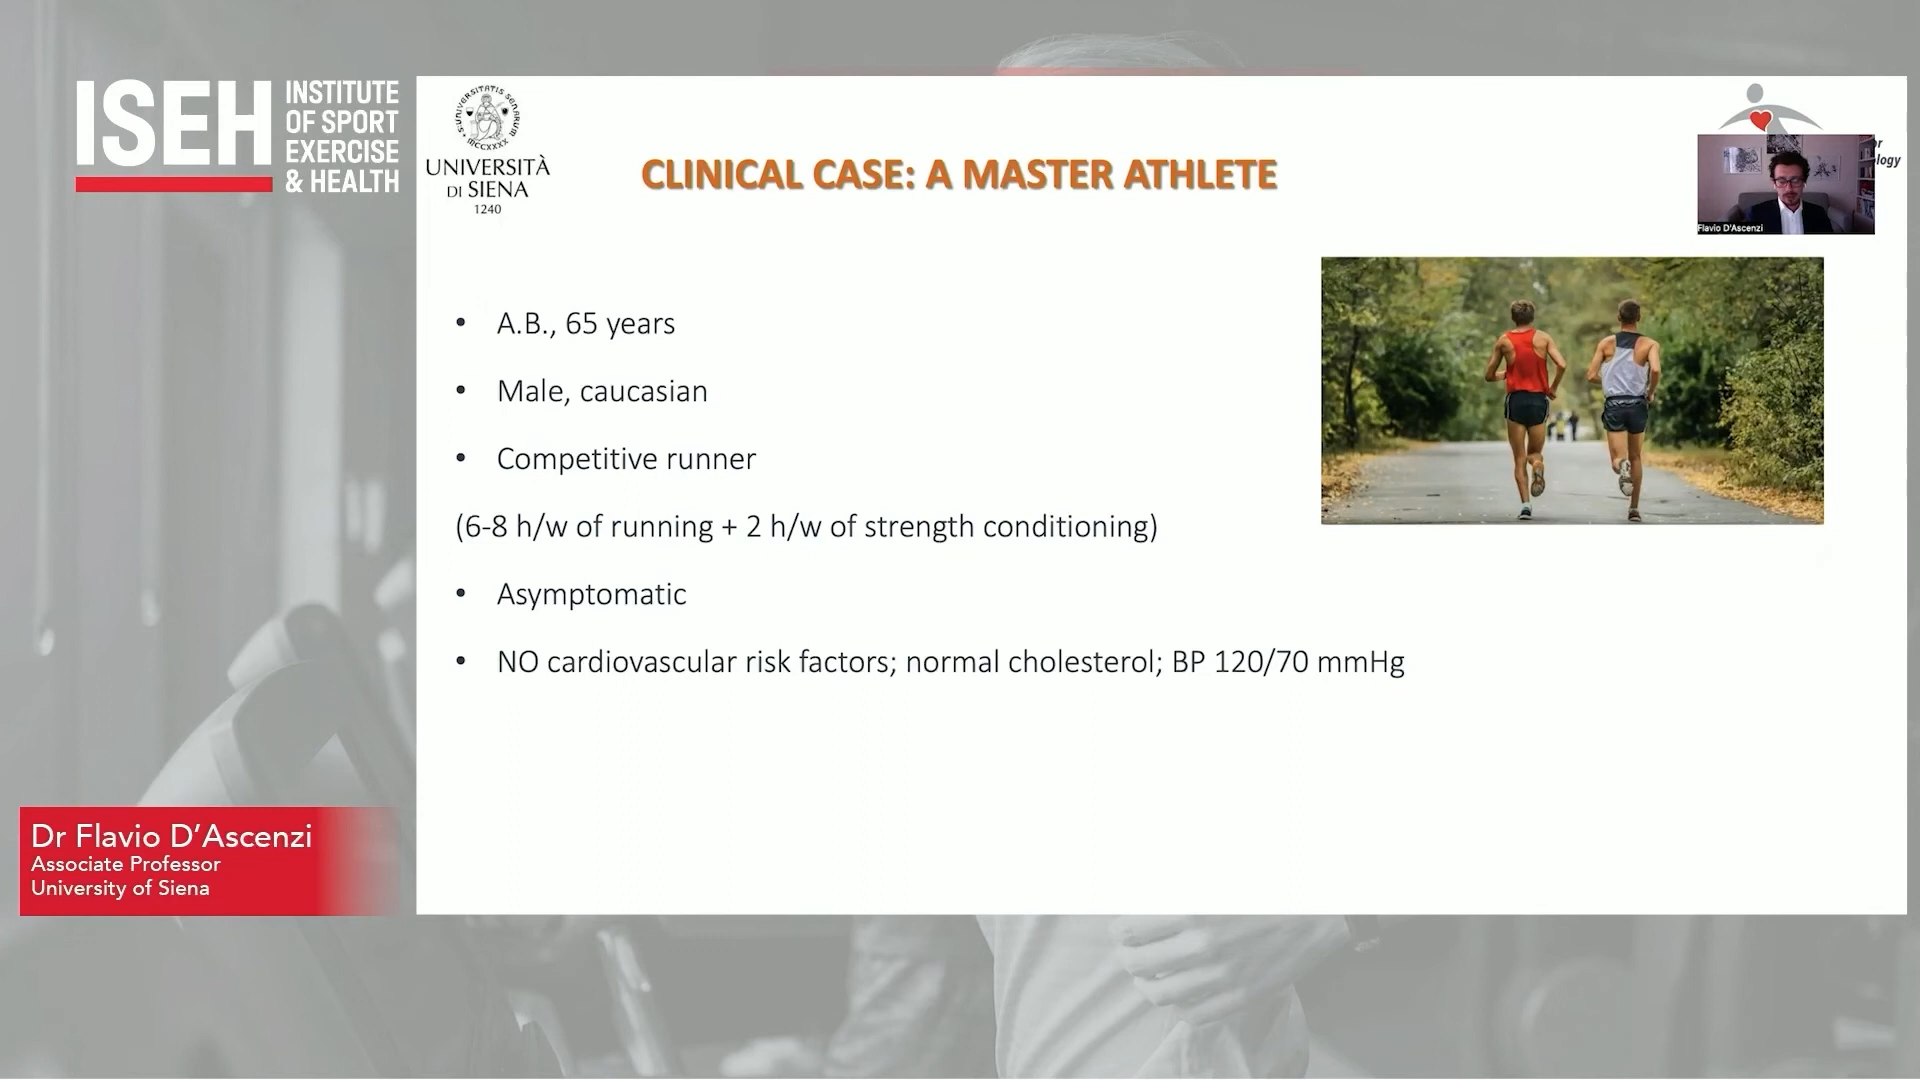 ISEH
INSTITUTE
OF SPORT
EXERCISE
& HEALTH
UNIVERSITÀ
DI SIENA
1240
CLINICAL CASE: A MASTER ATHLETE
Flavio D'Ascenzi
• A.B., 65 years
• Male, caucasian
• Competitive runner
(6-8 h/w of running + 2 h/w of strength conditioning)
• Asymptomatic
• NO cardiovascular risk factors; normal cholesterol; BP 120/70 mmHg
Dr Flavio D'Ascenzi
Associate Professor
University of Siena